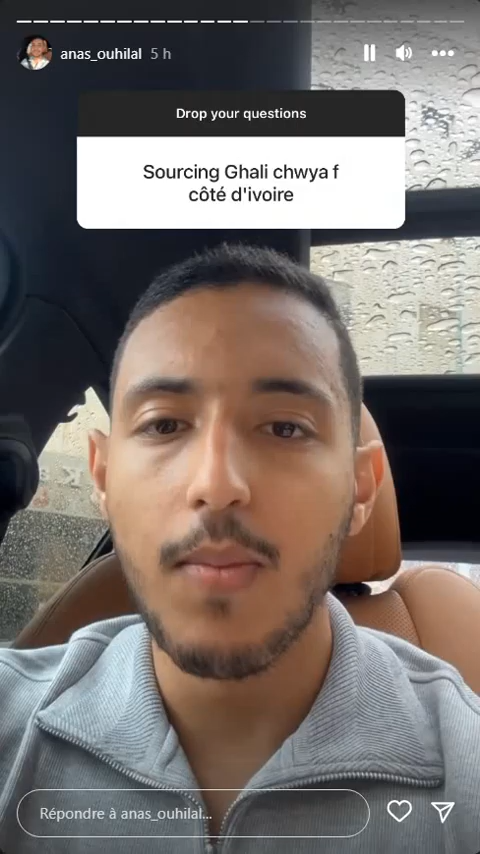 anas_ouhilal 5 h
Drop your questions
Sourcing Ghali chwya f
côté d'ivoire
Répondre à anas_ouhilal...